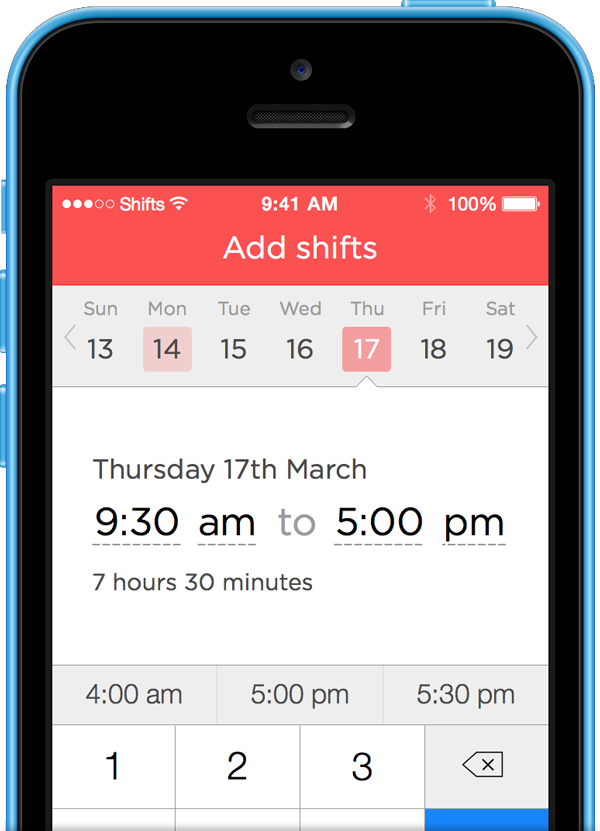 Shifts 9:41 AM 100%
Add shifts
Sun Mon Tue Wed Thu Fri Sat
13 14 15 16 17 18 19
Thursday 17th March
9:30 am to 5:00 pm
7 hours 30 minutes
4:00 am 5:00 pm 5:30 pm
1 2 3